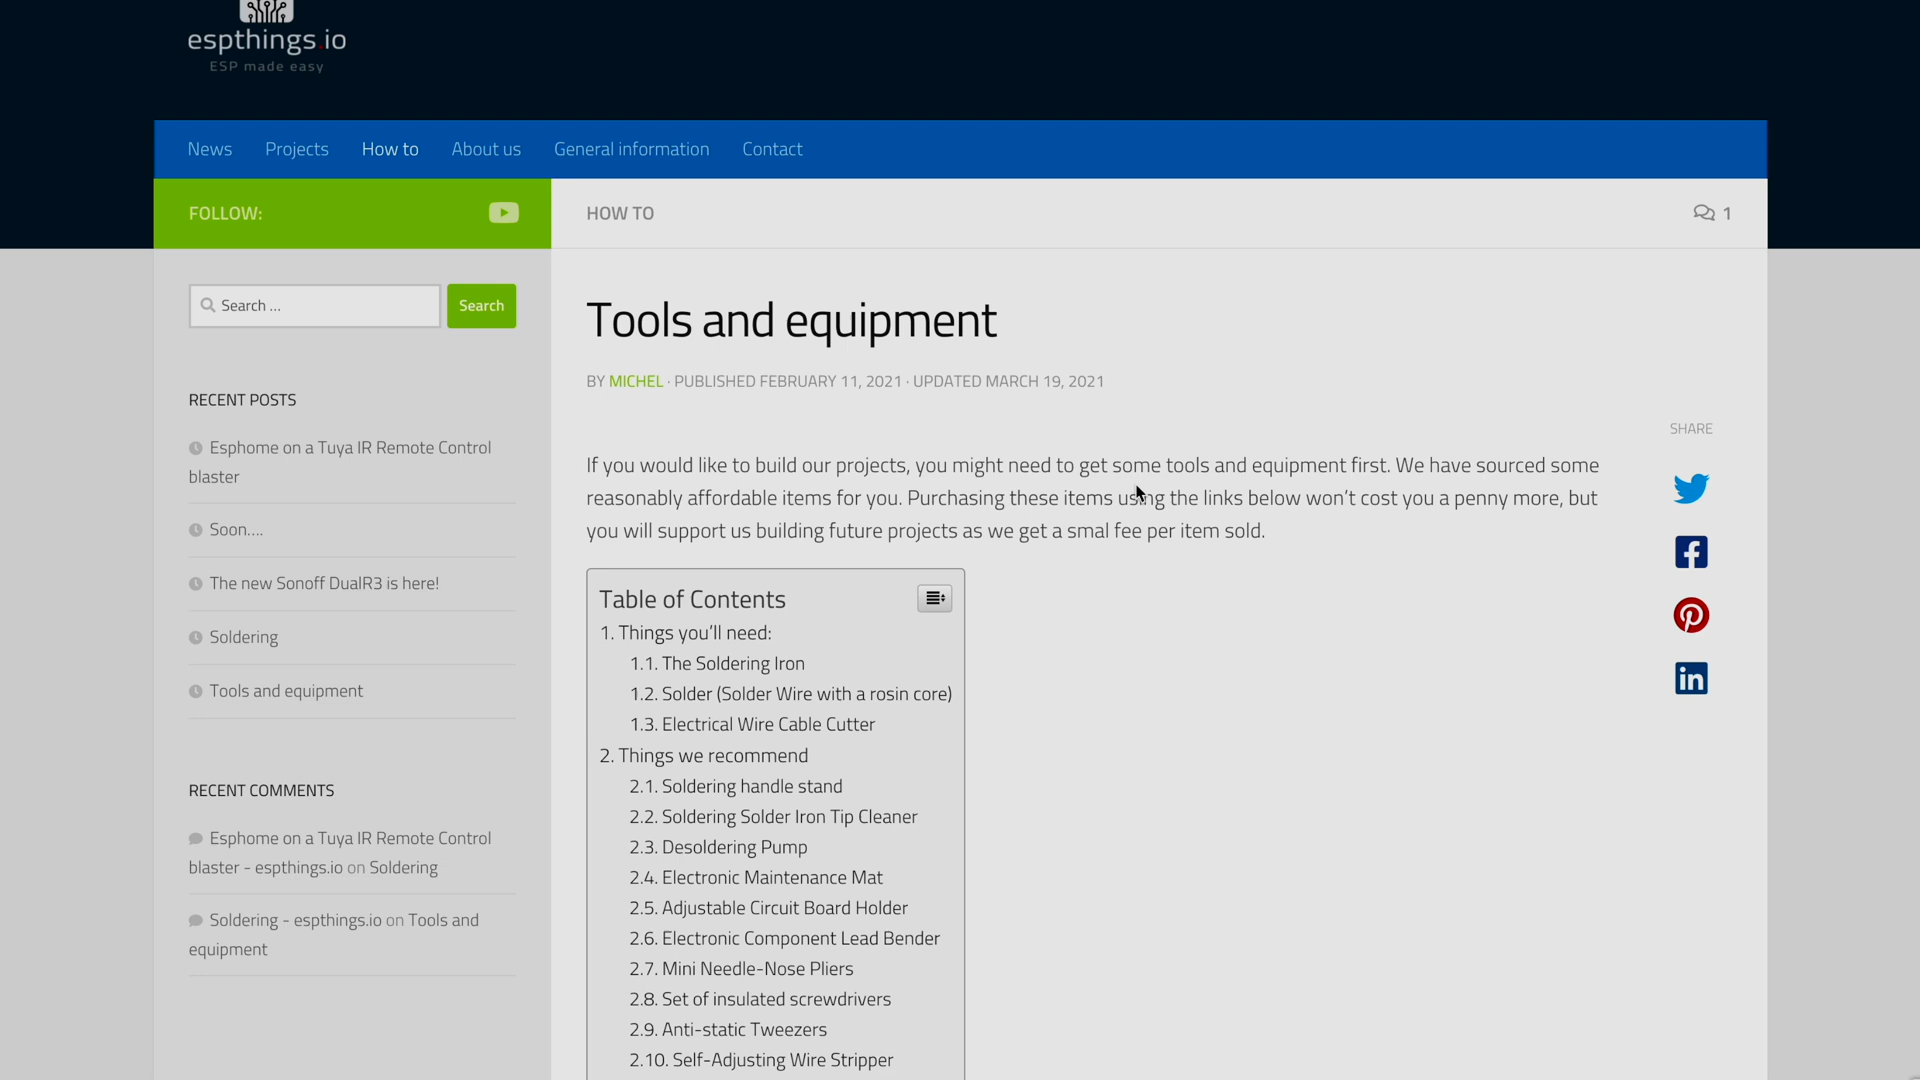 espthings.io
ESP made easy
News
Projects
How to
About us
General information
Contact
FOLLOW:
HOW TO
1
Search ...
Search
Tools and equipment
BY MICHEL · PUBLISHED FEBRUARY 11, 2021 · UPDATED MARCH 19, 2021
RECENT POSTS
Esphome on a Tuya IR Remote Control
blaster
Soon....
The new Sonoff DualR3 is here!
Soldering
Tools and equipment
RECENT COMMENTS
Esphome on a Tuya IR Remote Control
blaster - espthings.io on Soldering
Soldering - espthings.io on Tools and
equipment
SHARE
If you would like to build our projects, you might need to get some tools and equipment first. We have sourced some
reasonably affordable items for you. Purchasing these items using the links below won't cost you a penny more, but
you will support us building future projects as we get a smal fee per item sold.
Table of Contents
1. Things you'll need:
1.1. The Soldering Iron
1.2. Solder (Solder Wire with a rosin core)
1.3. Electrical Wire Cable Cutter
2. Things we recommend
2.1. Soldering handle stand
2.2. Soldering Solder Iron Tip Cleaner
2.3. Desoldering Pump
2.4. Electronic Maintenance Mat
2.5. Adjustable Circuit Board Holder
2.6. Electronic Component Lead Bender
2.7. Mini Needle-Nose Pliers
2.8. Set of insulated screwdrivers
2.9. Anti-static Tweezers
2.10. Self-Adjusting Wire Stripper